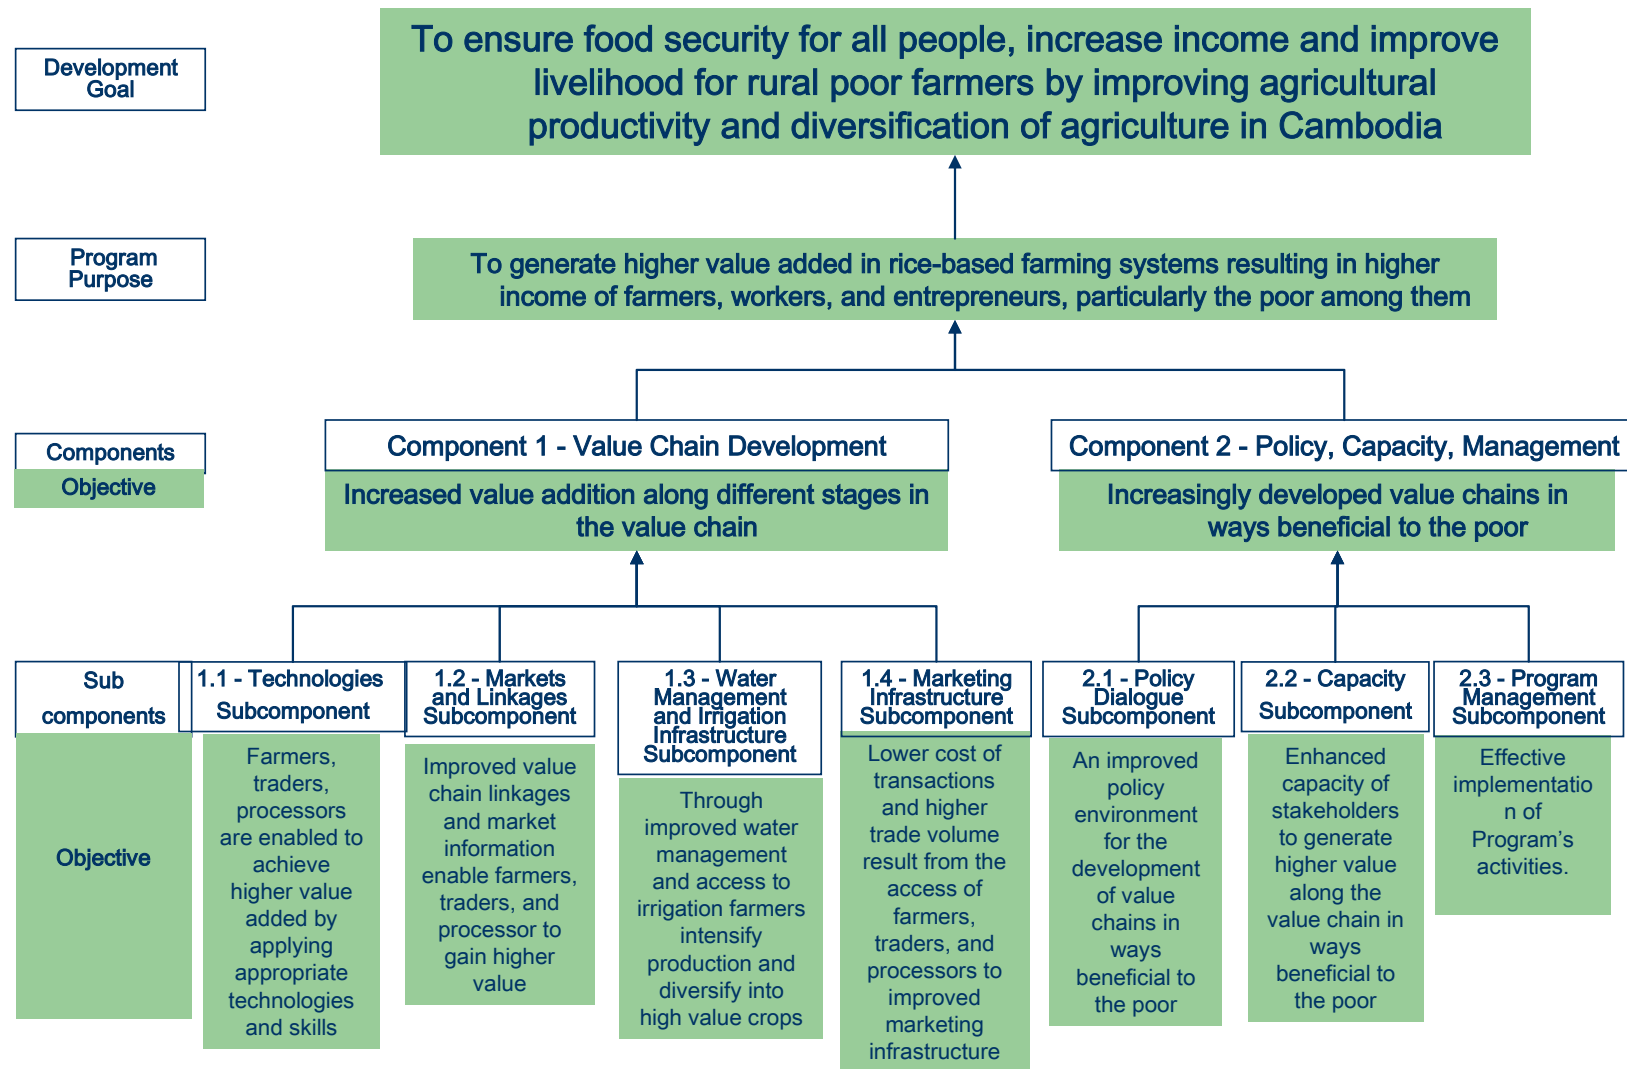 Development
Goal
To ensure food security for all people, increase income and improve
livelihood for rural poor farmers by improving agricultural
productivity and diversification of agriculture in Cambodia
Program
Purpose
To generate higher value added in rice-based farming systems resulting in higher
income of farmers, workers, and entrepreneurs, particularly the poor among them
Components
Objective
Component 1 - Value Chain Development
Increased value addition along different stages in
the value chain
Component 2 - Policy, Capacity, Management
Increasingly developed value chains in
ways beneficial to the poor
Sub
components
Objective
1.1 - Technologies
Subcomponent
Farmers,
traders,
processors
are enabled to
achieve
higher value
added by
applying
appropriate
technologies
and skills
1.2 - Markets
and Linkages
Subcomponent
Improved value
chain linkages
and market
information
enable farmers,
traders, and
processor to
gain higher
value
1.3 - Water
Management
and Irrigation
Infrastructure
Subcomponent
Through
improved water
management
and access to
irrigation farmers
intensify
production and
diversify into
high value crops
1.4 - Marketing
Infrastructure
Subcomponent
Lower cost of
transactions
and higher
trade volume
result from the
access of
farmers,
traders, and
processors to
improved
marketing
infrastructure
2.1 - Policy
Dialogue
Subcomponent
An improved
policy
environment
for the
development
of value
chains in
ways
beneficial to
the poor
2.2 - Capacity
Subcomponent
Enhanced
capacity of
stakeholders
to generate
higher value
along the
value chain in
ways
beneficial to
the poor
2.3 - Program
Management
Subcomponent
Effective
implementatio
n of
Program’s
activities.